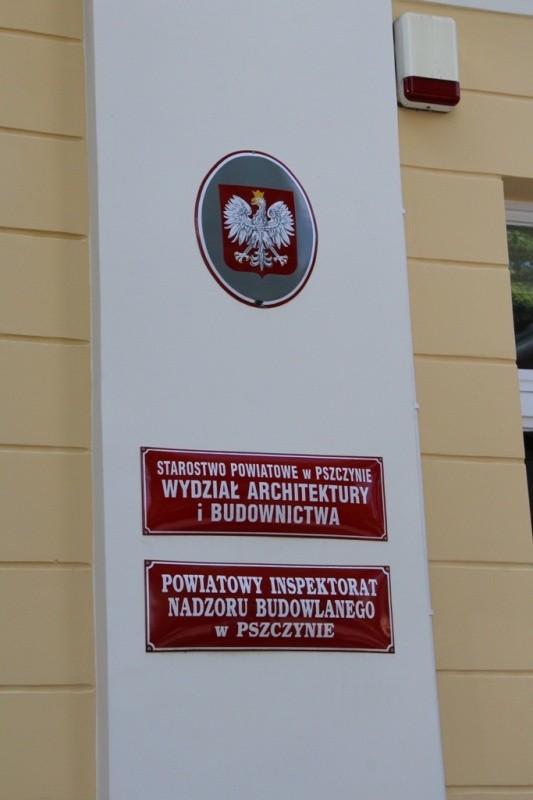 STAROSTWO POWIATOWE w PSZCZYNIE
WYDZIAŁ ARCHITEKTURY
i BUDOWNICTWA
POWIATOWY INSPEKTORAT
NADZORU BUDOWLANEGO
w PSZCZYNIE